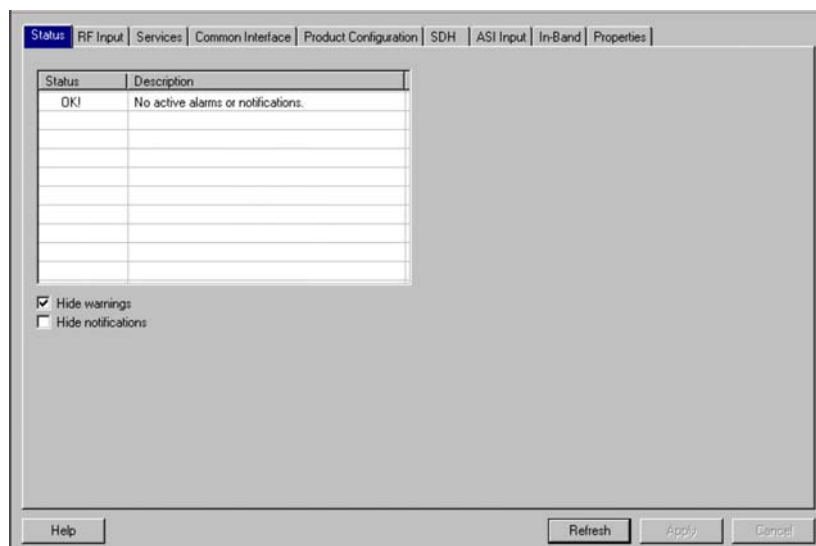 Status RF Input Services Common Interface Product Configuration SDH ASI Input In-Band Properties
Status Description
OK! No active alarms or notifications.
Hide warnings
Hide notifications
Help Refresh Apply Cancel